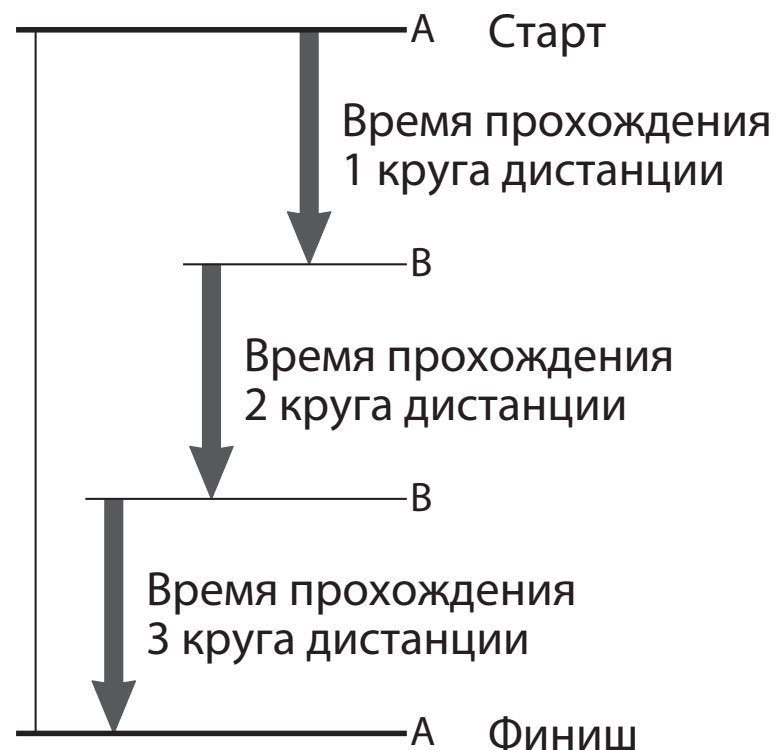 A Старт
Время прохождения
1 круга дистанции
B
Время прохождения
2 круга дистанции
B
Время прохождения
3 круга дистанции
A Финиш